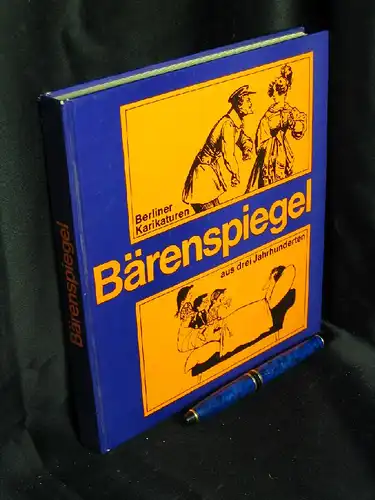 Berliner
Karikaturen
Bärenspiegel
aus drei Jahrhunderten
Bärenspiegel